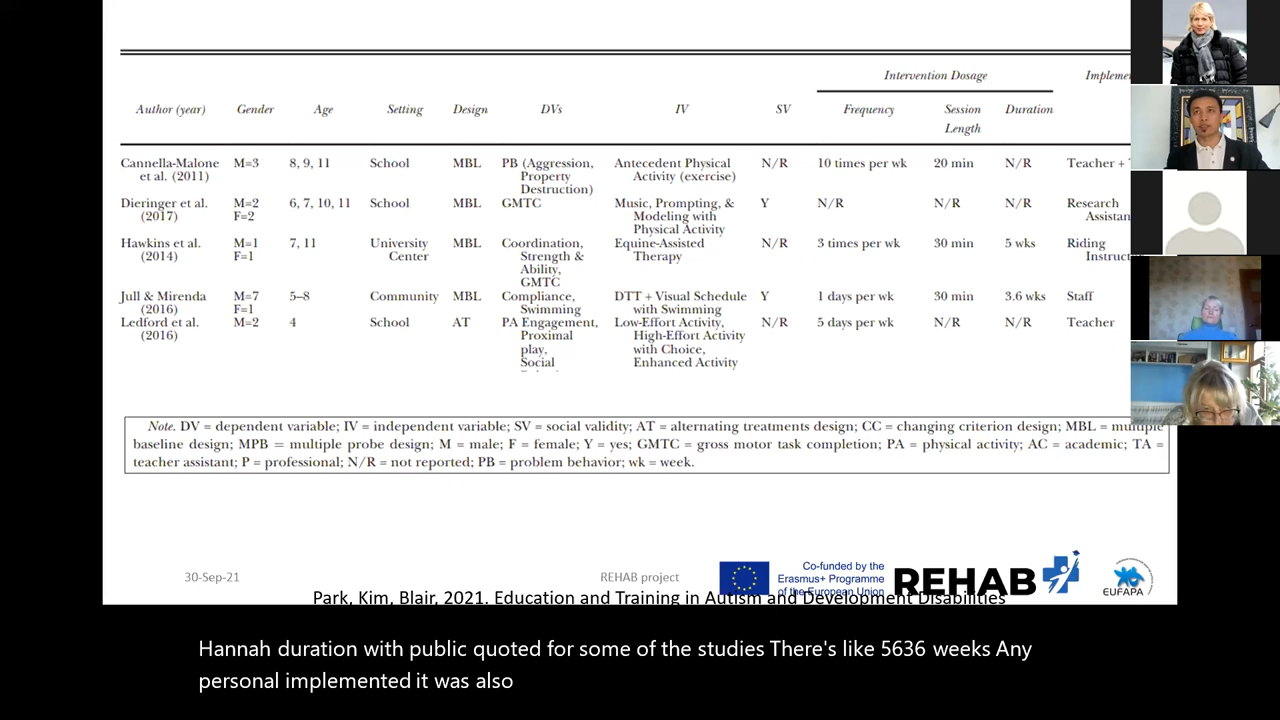 Intervention Dosage
Author (year) Gender Age Setting Design DVs IV SV Frequency Session Length Duration
Cannella-Malone et al. (2011) M=3 8, 9, 11 School MBL PB (Aggression, Property Destruction) Antecedent Physical Activity (exercise) N/R 10 times per wk 20 min N/R Teacher +
Dieringer et al. (2017) M=2 F=2 6, 7, 10, 11 School MBL GMTC Music, Prompting, & Modeling with Physical Activity Y N/R N/R N/R Research
Hawkins et al. (2014) M=1 F=1 7, 11 University Center MBL Coordination, Strength & Ability, GMTC Equine-Assisted Therapy N/R 3 times per wk 30 min 5 wks Riding
Jull & Mirenda (2016) M=7 F=1 5–8 Community MBL Compliance, Swimming DTT + Visual Schedule with Swimming Y 1 days per wk 30 min 3.6 wks Staff
Ledford et al. (2016) M=2 4 School AT PA Engagement, Proximal play, Social Low-Effort Activity, High-Effort Activity with Choice, Enhanced Activity N/R 5 days per wk N/R N/R Teacher
Note. DV = dependent variable; IV = independent variable; SV = social validity; AT = alternating treatments design; CC = changing criterion design; MBL = multiple
baseline design; MPB = multiple probe design; M = male; F = female; Y = yes; GMTC = gross motor task completion; PA = physical activity; AC = academic; TA =
teacher assistant; P = professional; N/R = not reported; PB = problem behavior; wk = week.
30-Sep-21
REHAB project
Co-funded by the
Erasmus+ Programme
of the European Union
REHAB
EUFAPA
Park, Kim, Blair, 2021. Education and Training in Autism and Development Disabilities
Hannah duration with public quoted for some of the studies There's like 5636 weeks Any
personal implemented it was also